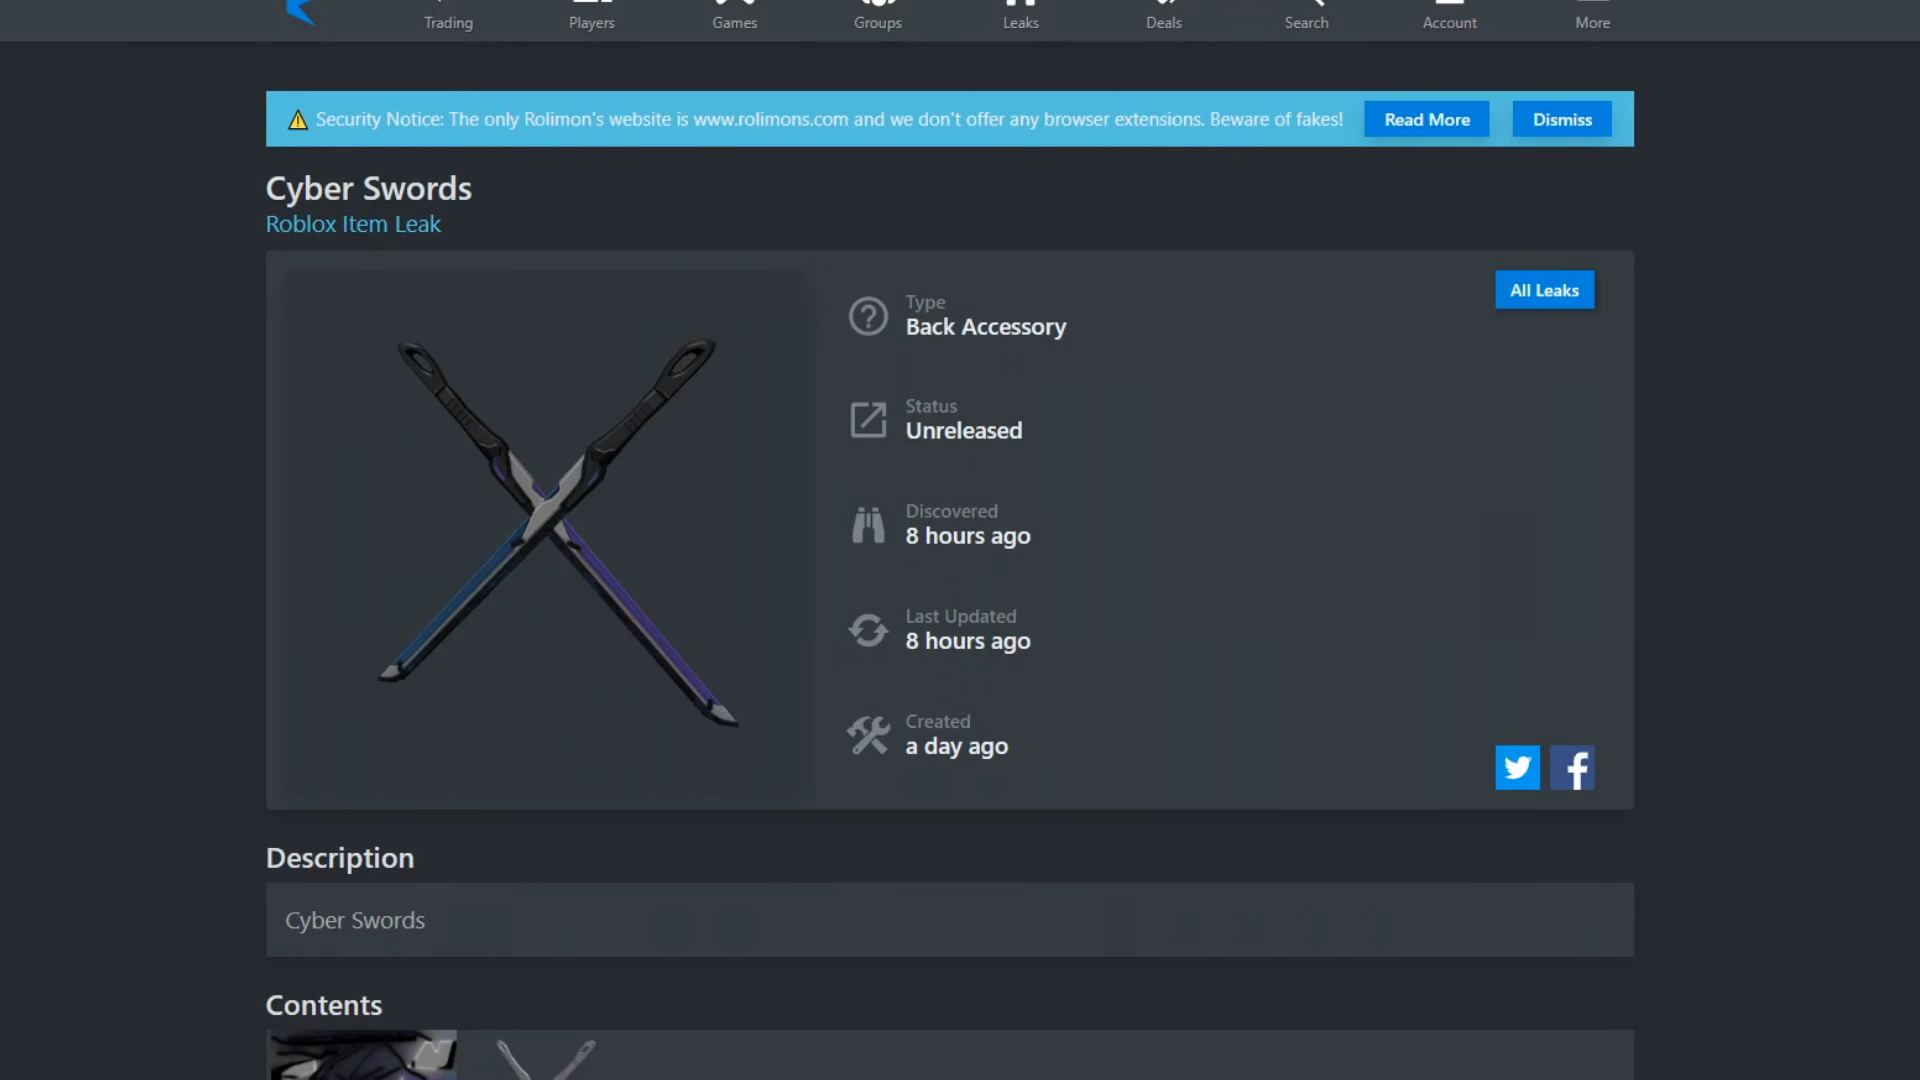 Trading Players Games Groups Leaks Deals Search Account More
Security Notice: The only Rolimon's website is www.rolimons.com and we don't offer any browser extensions. Beware of fakes! Read More Dismiss
Cyber Swords
Roblox Item Leak
All Leaks
Type
Back Accessory
Status
Unreleased
Discovered
8 hours ago
Last Updated
8 hours ago
Created
a day ago
Description
Cyber Swords
Contents